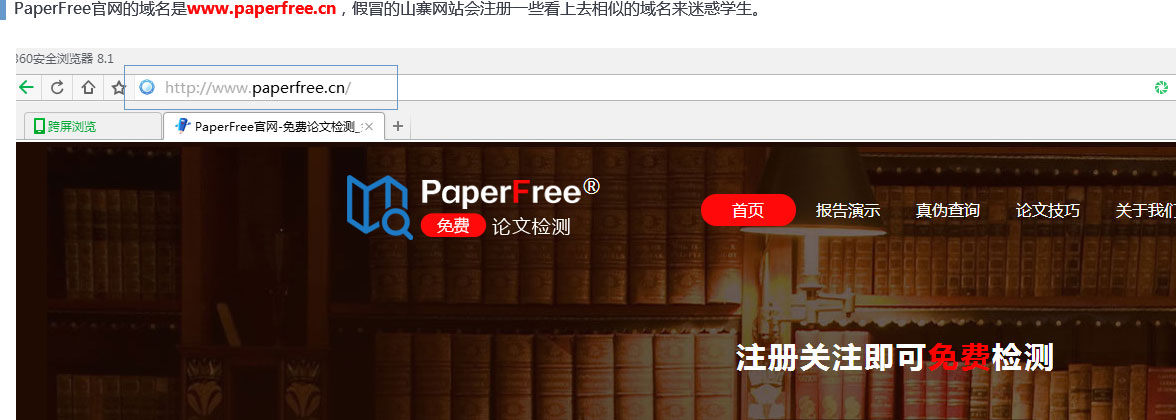 PaperFree官网的域名是www.paperfree.cn，假冒的山寨网站会注册一些看上去相似的域名来迷惑学生。
360安全浏览器 8.1
http://www.paperfree.cn/
跨屏浏览
PaperFree官网-免费论文检测_
PaperFree®
免费 论文检测
首页 报告演示 真伪查询 论文技巧 关于我们
注册关注即可免费检测